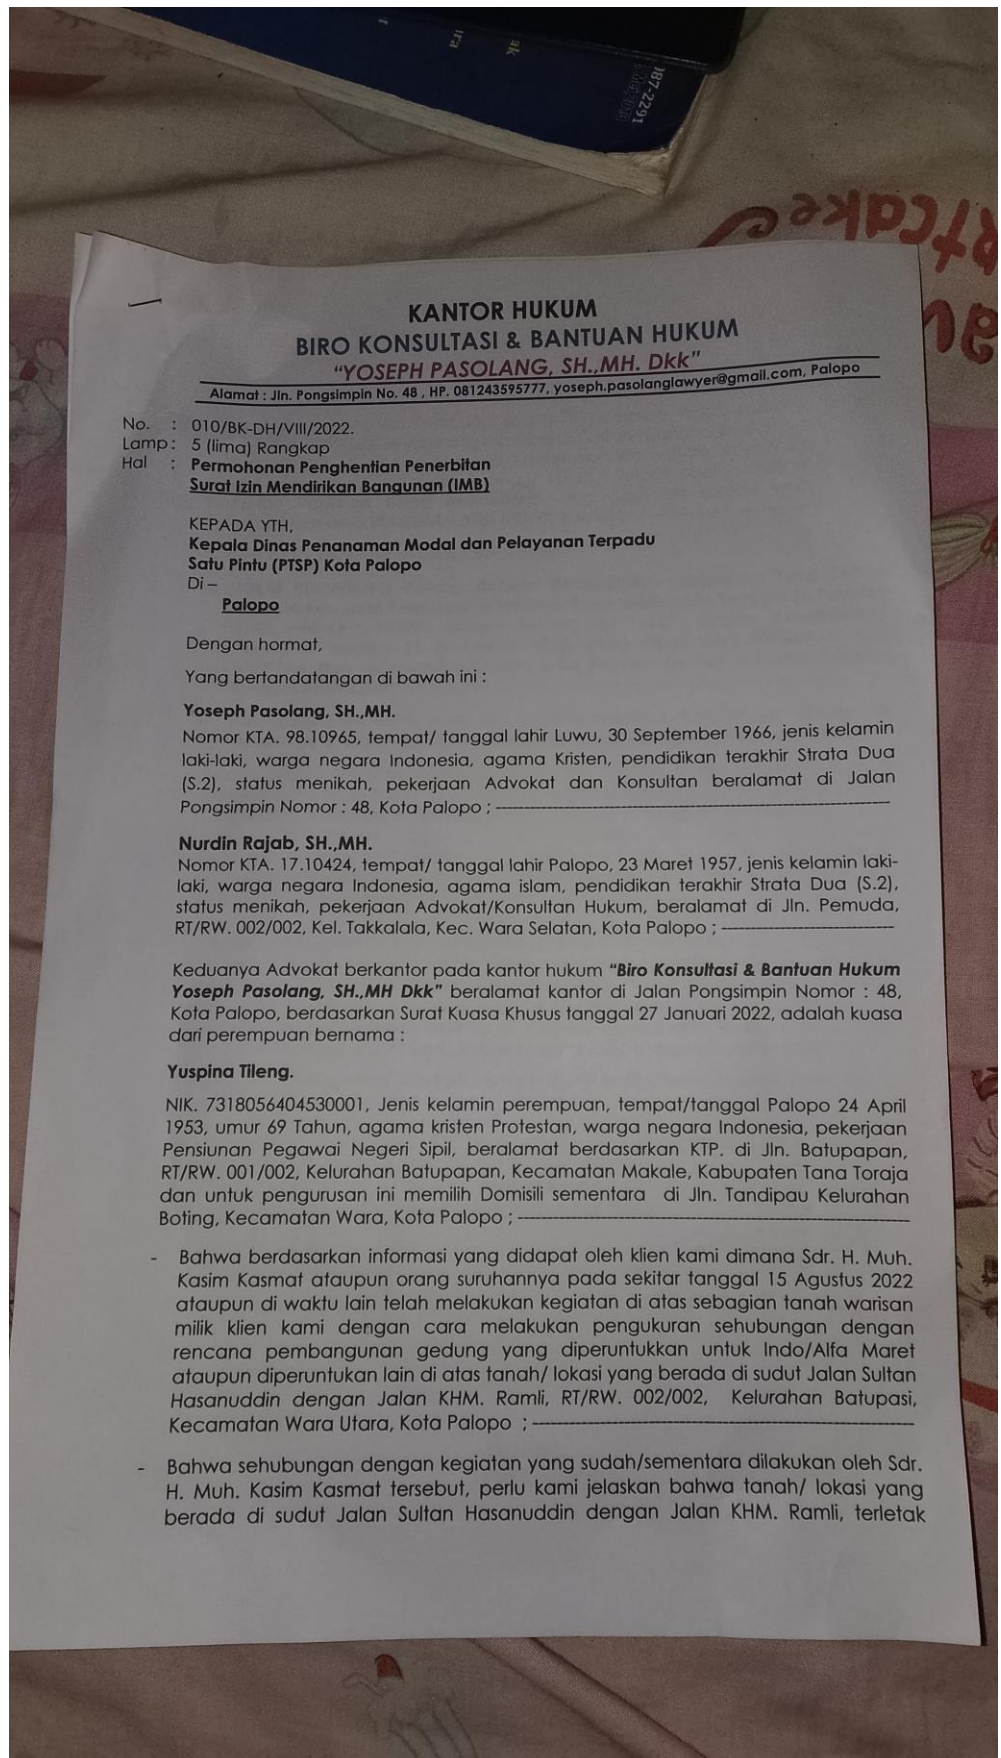 ak
tra
087-2291
rtcake
KANTOR HUKUM
BIRO KONSULTASI & BANTUAN HUKUM
"YOSEPH PASOLANG, SH.,MH. Dkk"
Alamat : Jln. Pongsimpin No. 48 , HP. 081243595777, yoseph.pasolanglawyer@gmail.com, Palopo
No. : 010/BK-DH/VIII/2022.
Lamp : 5 (lima) Rangkap
Hal : Permohonan Penghentian Penerbitan
Surat Izin Mendirikan Bangunan (IMB)
KEPADA YTH,
Kepala Dinas Penanaman Modal dan Pelayanan Terpadu
Satu Pintu (PTSP) Kota Palopo
Di –
Palopo
Dengan hormat,
Yang bertandatangan di bawah ini :
Yoseph Pasolang, SH.,MH.
Nomor KTA. 98.10965, tempat/ tanggal lahir Luwu, 30 September 1966, jenis kelamin
laki-laki, warga negara Indonesia, agama Kristen, pendidikan terakhir Strata Dua
(S.2), status menikah, pekerjaan Advokat dan Konsultan beralamat di Jalan
Pongsimpin Nomor : 48, Kota Palopo ; ------------------------------------------------
Nurdin Rajab, SH.,MH.
Nomor KTA. 17.10424, tempat/ tanggal lahir Palopo, 23 Maret 1957, jenis kelamin laki-
laki, warga negara Indonesia, agama islam, pendidikan terakhir Strata Dua (S.2),
status menikah, pekerjaan Advokat/Konsultan Hukum, beralamat di Jln. Pemuda,
RT/RW. 002/002, Kel. Takkalala, Kec. Wara Selatan, Kota Palopo ; ---------------------
Keduanya Advokat berkantor pada kantor hukum "Biro Konsultasi & Bantuan Hukum
Yoseph Pasolang, SH.,MH Dkk" beralamat kantor di Jalan Pongsimpin Nomor : 48,
Kota Palopo, berdasarkan Surat Kuasa Khusus tanggal 27 Januari 2022, adalah kuasa
dari perempuan bernama :
Yuspina Tileng.
NIK. 7318056404530001, Jenis kelamin perempuan, tempat/tanggal Palopo 24 April
1953, umur 69 Tahun, agama kristen Protestan, warga negara Indonesia, pekerjaan
Pensiunan Pegawai Negeri Sipil, beralamat berdasarkan KTP. di Jln. Batupapan,
RT/RW. 001/002, Kelurahan Batupapan, Kecamatan Makale, Kabupaten Tana Toraja
dan untuk pengurusan ini memilih Domisili sementara di Jln. Tandipau Kelurahan
Boting, Kecamatan Wara, Kota Palopo ; ------------------------------------------------
- Bahwa berdasarkan informasi yang didapat oleh klien kami dimana Sdr. H. Muh.
Kasim Kasmat ataupun orang suruhannya pada sekitar tanggal 15 Agustus 2022
ataupun di waktu lain telah melakukan kegiatan di atas sebagian tanah warisan
milik klien kami dengan cara melakukan pengukuran sehubungan dengan
rencana pembangunan gedung yang diperuntukkan untuk Indo/Alfa Maret
ataupun diperuntukan lain di atas tanah/ lokasi yang berada di sudut Jalan Sultan
Hasanuddin dengan Jalan KHM. Ramli, RT/RW. 002/002, Kelurahan Batupasi,
Kecamatan Wara Utara, Kota Palopo ; ------------------------------------------------
- Bahwa sehubungan dengan kegiatan yang sudah/sementara dilakukan oleh Sdr.
H. Muh. Kasim Kasmat tersebut, perlu kami jelaskan bahwa tanah/ lokasi yang
berada di sudut Jalan Sultan Hasanuddin dengan Jalan KHM. Ramli, terletak